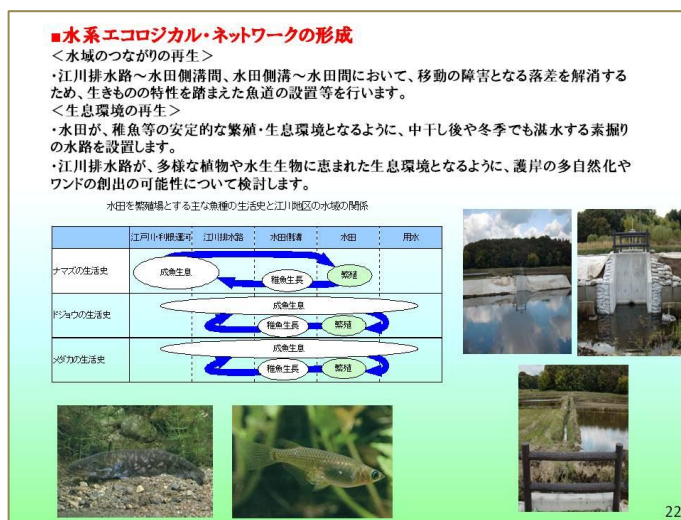 ■水系エコロジカル・ネットワークの形成
＜水域のつながりの再生＞
・江川排水路～水田側溝間、水田側溝～水田間において、移動の障害となる落差を解消する
ため、生きものの特性を踏まえた魚道の設置等を行います。
＜生息環境の再生＞
・水田が、稚魚等の安定的な繁殖・生息環境となるように、中干し後や冬季でも湛水する素掘り
の水路を設置します。
・江川排水路が、多様な植物や水生生物に恵まれた生息環境となるように、護岸の多自然化や
ワンドの創出の可能性について検討します。
水田を繁殖場とする主な魚種の生活史と江川地区の水域の関係
江戸川・利根運河 江川排水路 水田側溝 水田 用水
ナマズの生活史 成魚生息 稚魚生長 繁殖
ドジョウの生活史 成魚生息 稚魚生長 繁殖
メダカの生活史 成魚生息 稚魚生長 繁殖
22